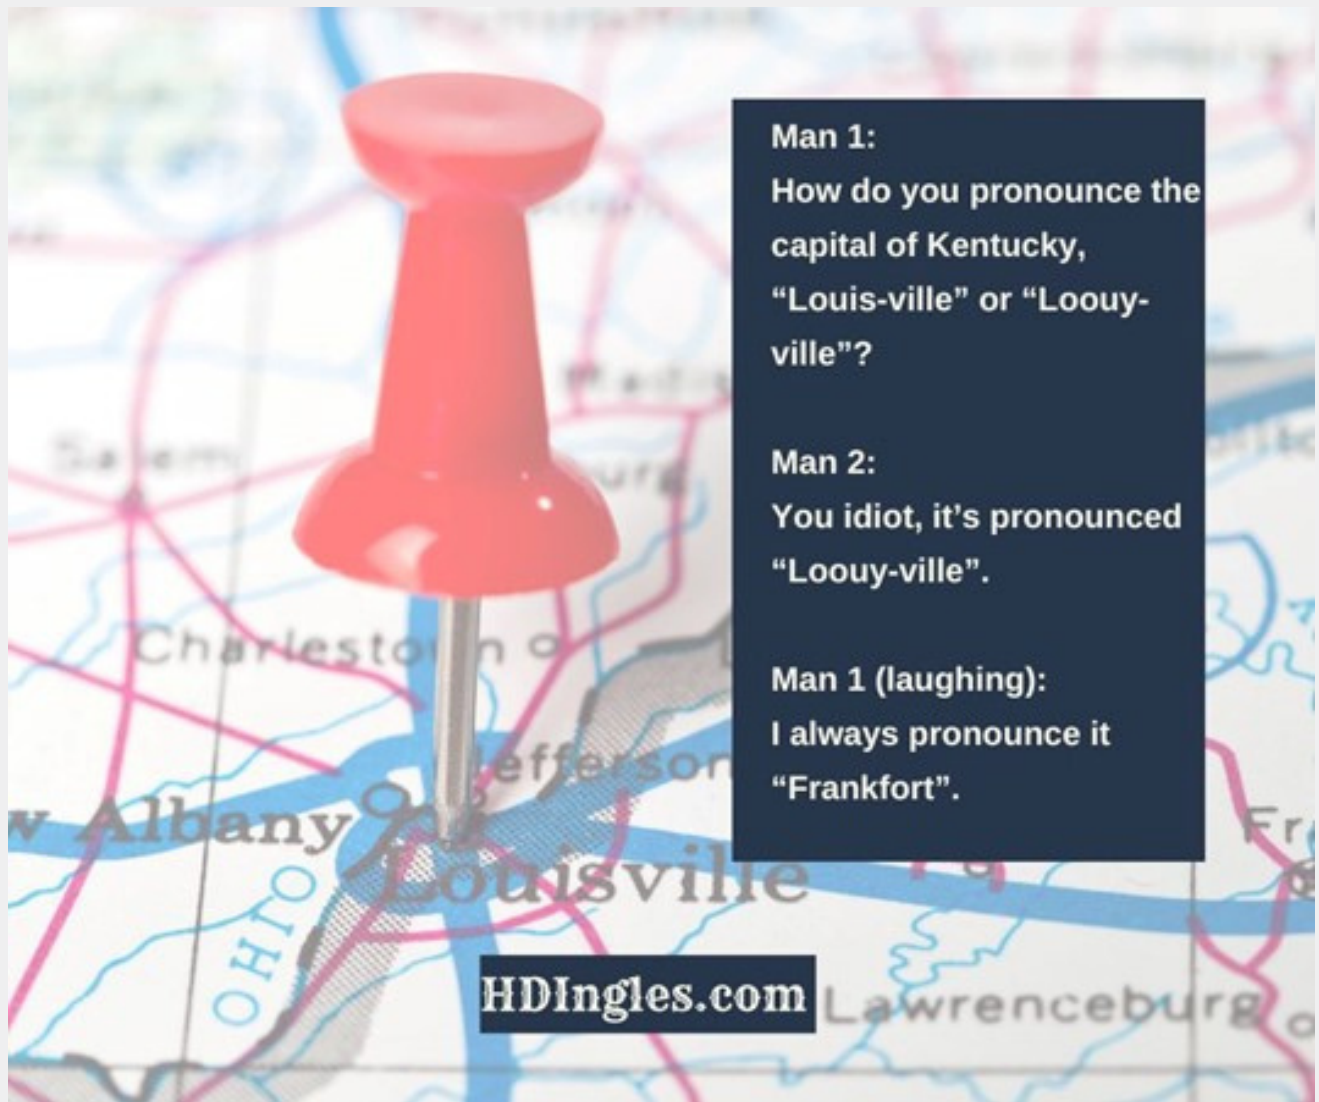 Man 1:
How do you pronounce the
capital of Kentucky,
“Louis-ville” or “Loouy-
ville”?
Man 2:
You idiot, it’s pronounced
“Loouy-ville”.
Man 1 (laughing):
I always pronounce it
“Frankfort”.
Salem
Charlestown
Jefferson
w Albany
Louisville
Fr
OHIO
HDIngles.com
Lawrenceburg